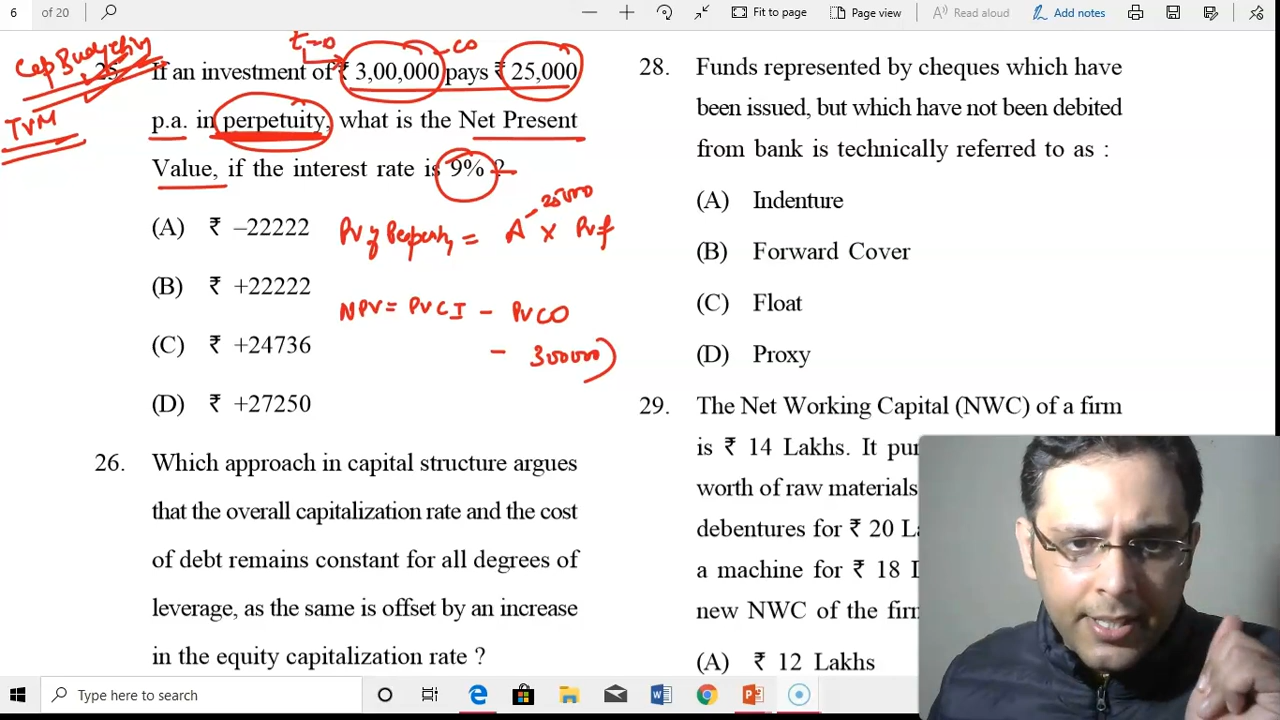 6
of 20
Fit to page
Page view
Read aloud
Add notes
Cap Budgeting
TVM
t=0
CO
25. If an investment of ₹ 3,00,000 pays ₹ 25,000
p.a. in perpetuity, what is the Net Present
Value, if the interest rate is 9% ?
(A) ₹ –22222
(B) ₹ +22222
(C) ₹ +24736
(D) ₹ +27250
25000
PV of Perpetuity = A × PVf
NPV = PVCI – PVCO
– 300000)
26. Which approach in capital structure argues
that the overall capitalization rate and the cost
of debt remains constant for all degrees of
leverage, as the same is offset by an increase
in the equity capitalization rate ?
28. Funds represented by cheques which have
been issued, but which have not been debited
from bank is technically referred to as :
(A) Indenture
(B) Forward Cover
(C) Float
(D) Proxy
29. The Net Working Capital (NWC) of a firm
is ₹ 14 Lakhs. It pur
worth of raw materials
debentures for ₹ 20 La
a machine for ₹ 18 L
new NWC of the firm
(A) ₹ 12 Lakhs
Type here to search